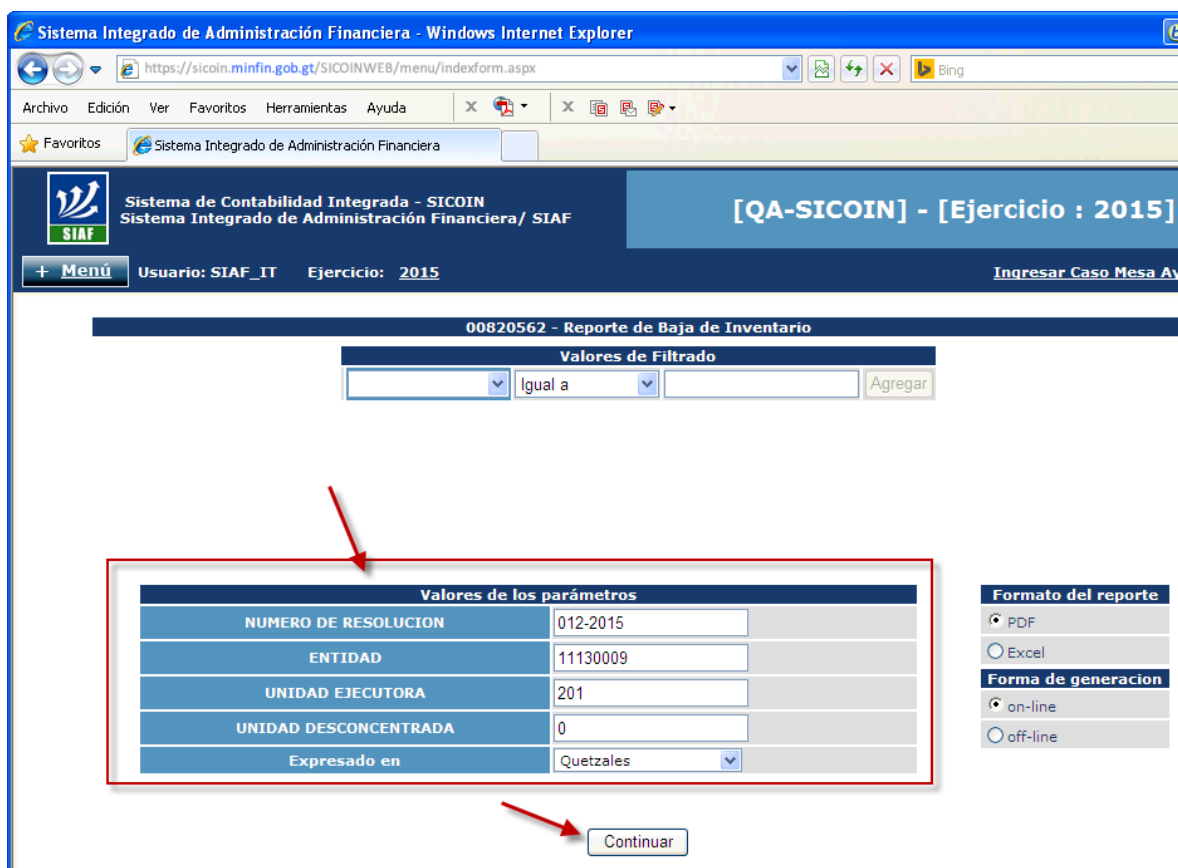 Sistema Integrado de Administración Financiera - Windows Internet Explorer
https://sicoin.minfin.gob.gt/SICOINWEB/menu/indexform.aspx
Bing
Archivo Edición Ver Favoritos Herramientas Ayuda
Favoritos
Sistema Integrado de Administración Financiera
SIAF
Sistema de Contabilidad Integrada - SICOIN
Sistema Integrado de Administración Financiera/ SIAF
[QA-SICOIN] - [Ejercicio : 2015]
+ Menú Usuario: SIAF_IT Ejercicio: 2015 Ingresar Caso Mesa Ay
00820562 - Reporte de Baja de Inventario
Valores de Filtrado
Igual a Agregar
Valores de los parámetros
NUMERO DE RESOLUCION 012-2015
ENTIDAD 11130009
UNIDAD EJECUTORA 201
UNIDAD DESCONCENTRADA 0
Expresado en Quetzales
Formato del reporte
PDF
Excel
Forma de generacion
on-line
off-line
Continuar